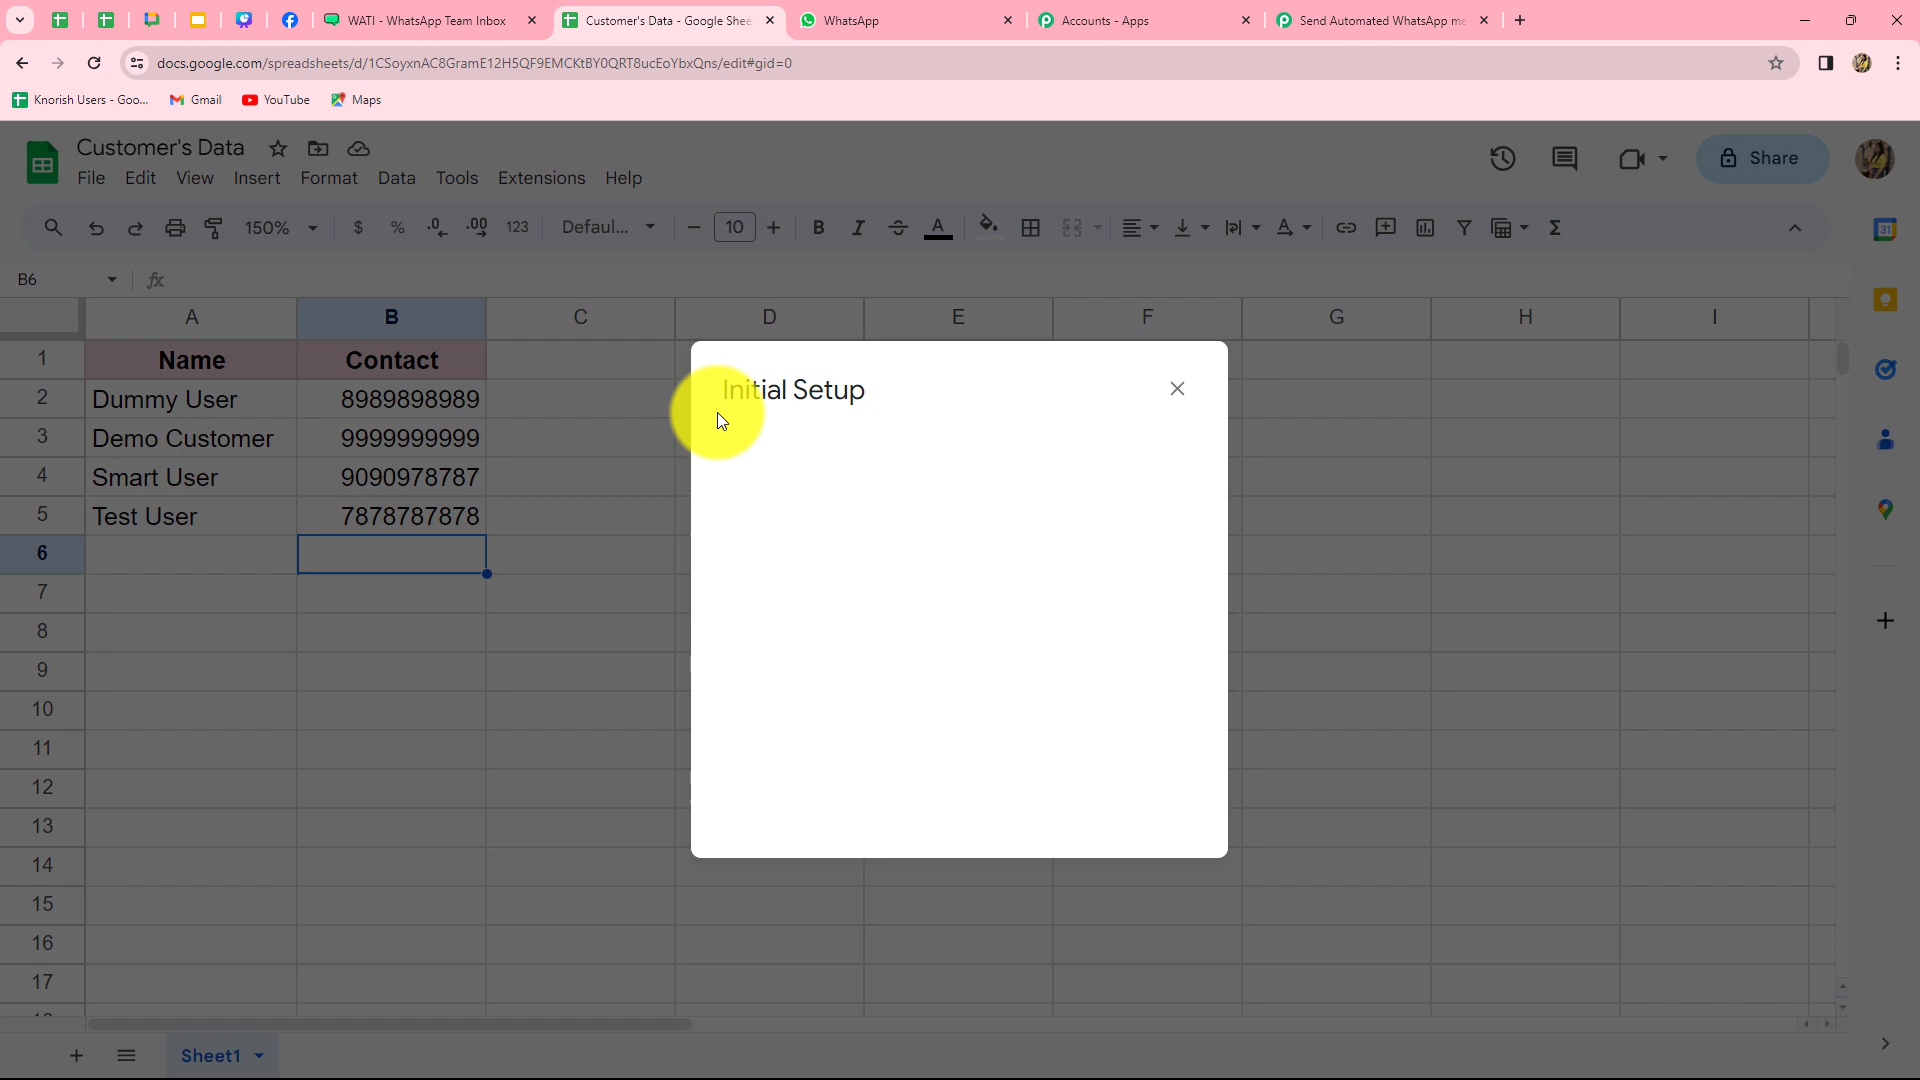 WATI - WhatsApp Team Inbox
Customer's Data - Google Shee
WhatsApp
Accounts - Apps
Send Automated WhatsApp me
docs.google.com/spreadsheets/d/1CSoyxnAC8GramE12H5QF9EMCKtBY0QRT8ucEoYbxQns/edit#gid=0
Knorish Users - Goo...
Gmail
YouTube
Maps
Customer's Data
File Edit View Insert Format Data Tools Extensions Help
Share
150% $ % .0 .00 123 Defaul... 10 B I A
31
B6 fx
A B C D E F G H I
1 Name Contact
2 Dummy User 8989898989
3 Demo Customer 9999999999
4 Smart User 9090978787
5 Test User 7878787878
6
7
8
9
10
11
12
13
14
15
16
17
Initial Setup
Sheet1